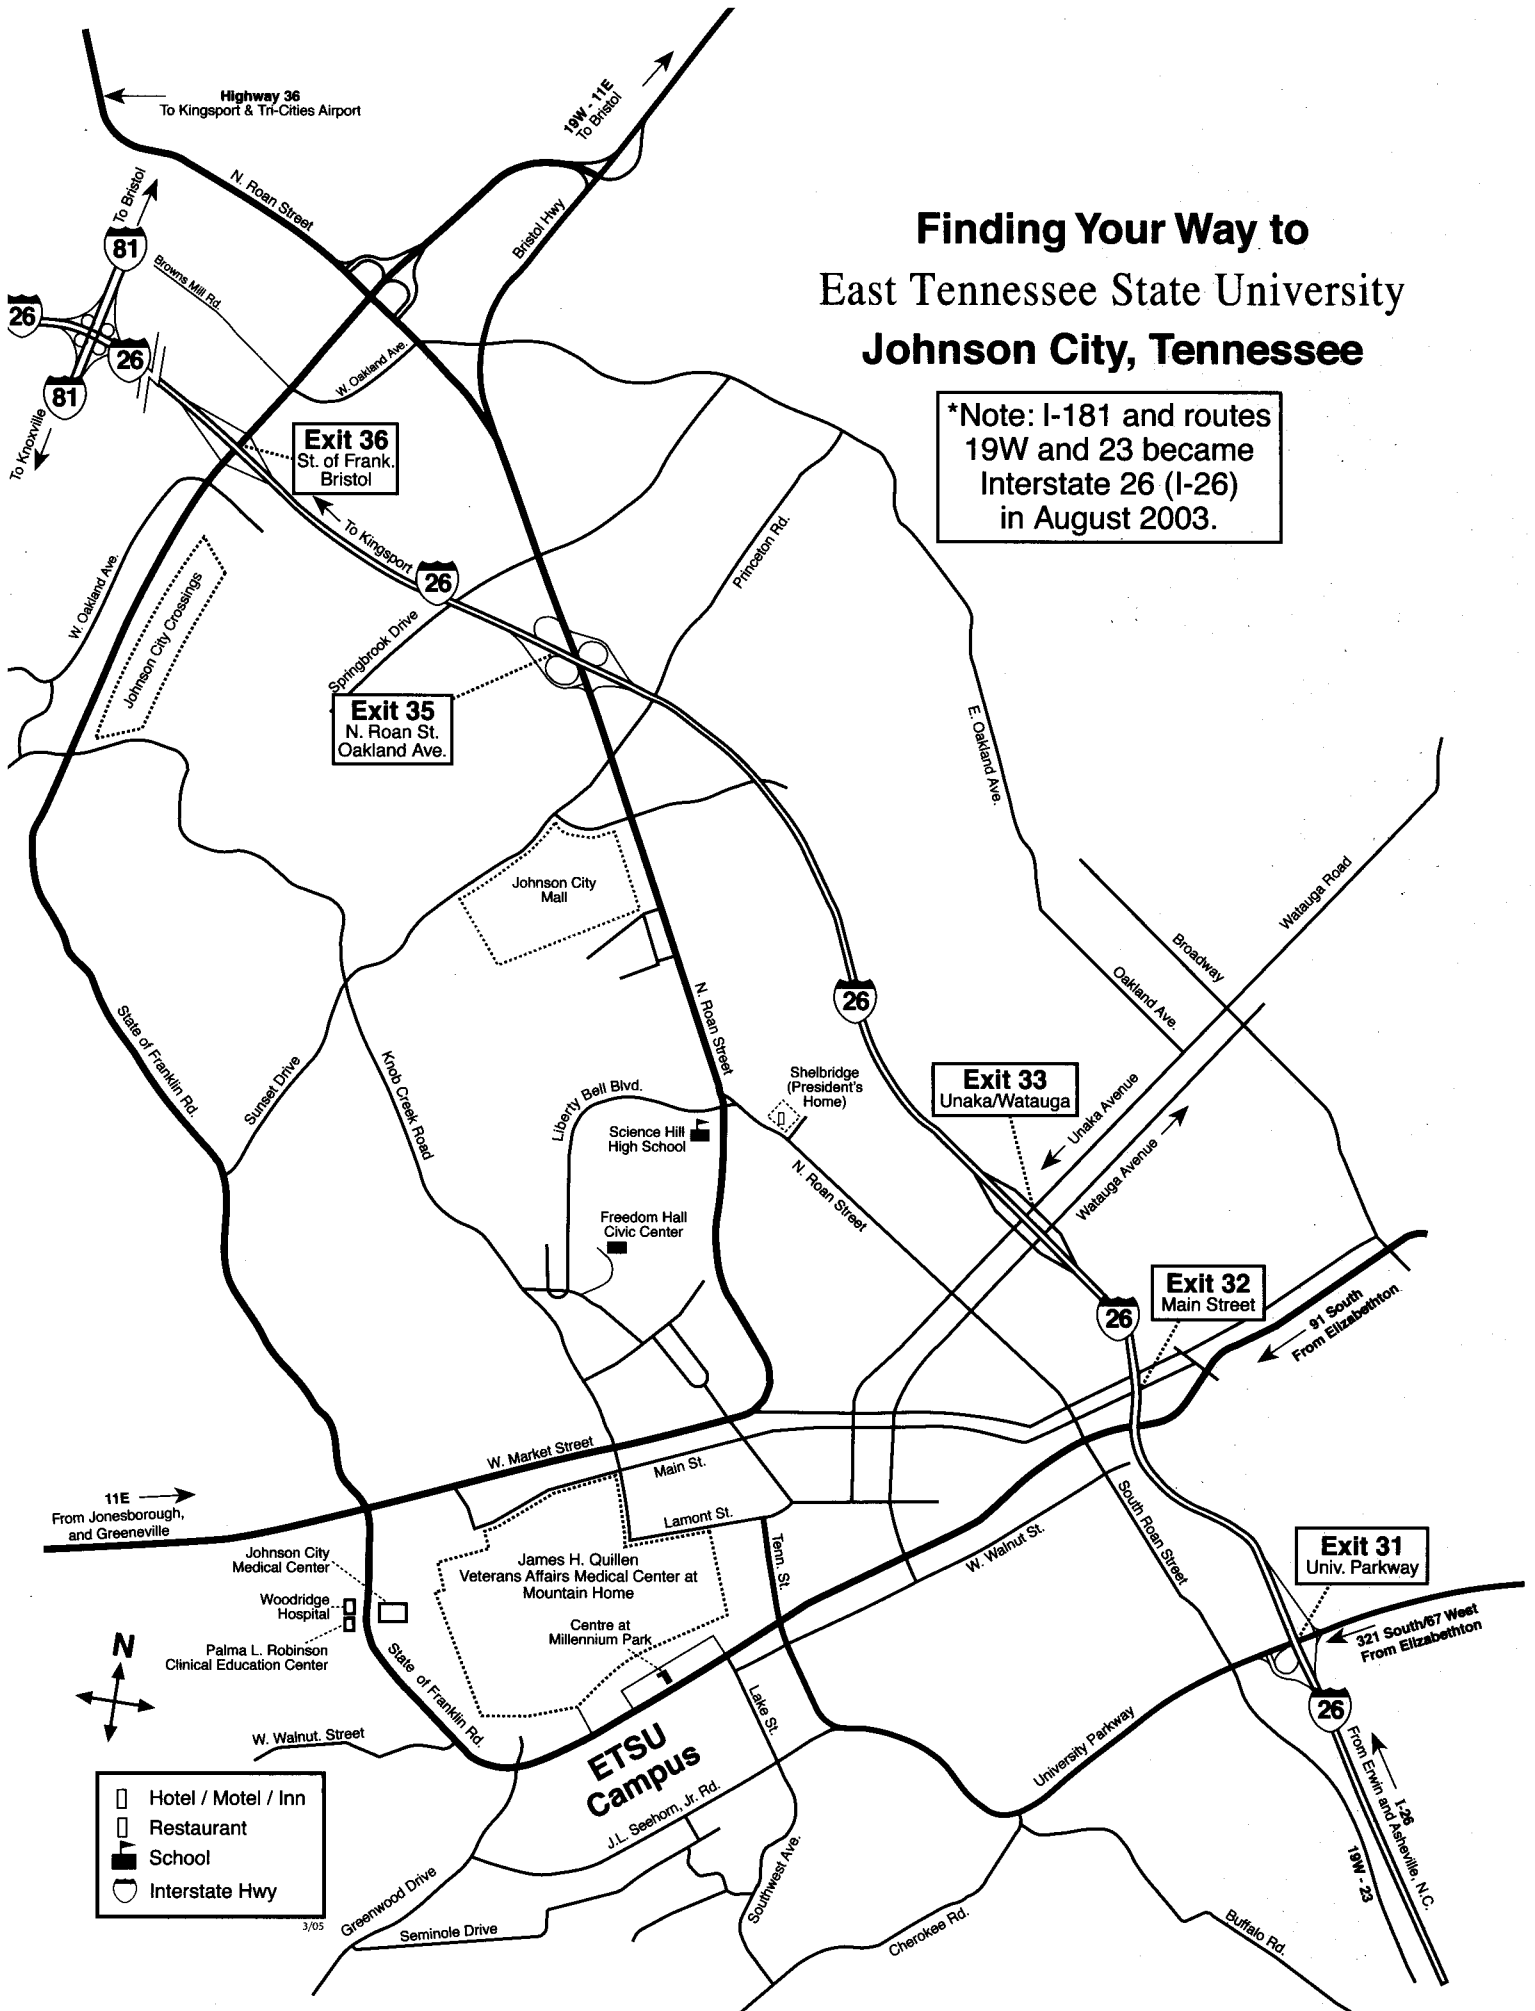 Highway 36
To Kingsport & Tri-Cities Airport
19W - 11E
To Bristol
N. Roan Street
To Bristol
81
Bristol Hwy
Finding Your Way to
East Tennessee State University
Johnson City, Tennessee
Browns Mill Rd.
26
26
81
To Knoxville
W. Oakland Ave.
*Note: I-181 and routes
19W and 23 became
Interstate 26 (I-26)
in August 2003.
Exit 36
St. of Frank.
Bristol
To Kingsport
26
Princeton Rd.
W. Oakland Ave.
Johnson City Crossings
Springbrook Drive
Exit 35
N. Roan St.
Oakland Ave.
E. Oakland Ave.
Johnson City
Mall
Watauga Road
Broadway
Oakland Ave.
26
N. Roan Street
State of Franklin Rd.
Sunset Drive
Knob Creek Road
Liberty Bell Blvd.
Shelbridge
(President's
Home)
Exit 33
Unaka/Watauga
Unaka Avenue
Science Hill
High School
Watauga Avenue
N. Roan Street
Freedom Hall
Civic Center
Exit 32
Main Street
26
91 South
From Elizabethton
W. Market Street
Main St.
11E
From Jonesborough,
and Greeneville
Lamont St.
South Roan Street
Johnson City
Medical Center
James H. Quillen
Veterans Affairs Medical Center at
Mountain Home
Tenn. St.
W. Walnut St.
Exit 31
Univ. Parkway
Woodridge
Hospital
Centre at
Millennium Park
321 South/67 West
From Elizabethton
Palma L. Robinson
Clinical Education Center
N
State of Franklin Rd.
Lake St.
26
W. Walnut. Street
ETSU
Campus
University Parkway
I-26
From Erwin and Asheville, N.C.
J.L. Seehorn, Jr. Rd.
Hotel / Motel / Inn
Restaurant
School
Interstate Hwy
3/05
19W - 23
Southwest Ave.
Greenwood Drive
Seminole Drive
Cherokee Rd.
Buffalo Rd.